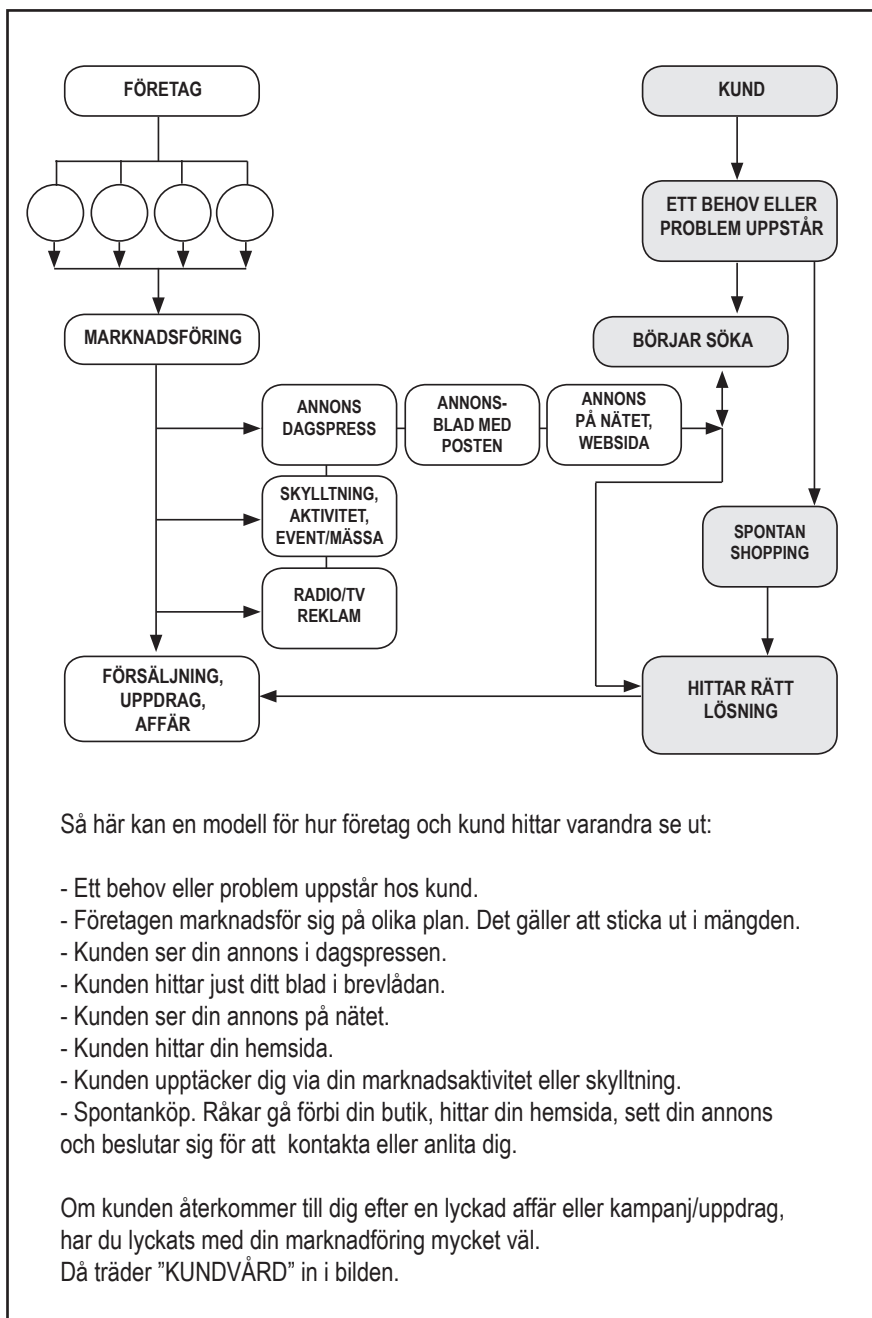 FÖRETAG
KUND
ETT BEHOV ELLER
PROBLEM UPPSTÅR
MARKNADSFÖRING
BÖRJAR SÖKA
ANNONS
DAGSPRESS
ANNONS-
BLAD MED
POSTEN
ANNONS
PÅ NÄTET,
WEBSIDA
SKYLLTNING,
AKTIVITET,
EVENT/MÄSSA
SPONTAN
SHOPPING
RADIO/TV
REKLAM
FÖRSÄLJNING,
UPPDRAG,
AFFÄR
HITTAR RÄTT
LÖSNING
Så här kan en modell för hur företag och kund hittar varandra se ut:
- Ett behov eller problem uppstår hos kund.
- Företagen marknadsför sig på olika plan. Det gäller att sticka ut i mängden.
- Kunden ser din annons i dagspressen.
- Kunden hittar just ditt blad i brevlådan.
- Kunden ser din annons på nätet.
- Kunden hittar din hemsida.
- Kunden upptäcker dig via din marknadsaktivitet eller skylltning.
- Spontanköp. Råkar gå förbi din butik, hittar din hemsida, sett din annons
och beslutar sig för att  kontakta eller anlita dig.
Om kunden återkommer till dig efter en lyckad affär eller kampanj/uppdrag,
har du lyckats med din marknadföring mycket väl.
Då träder ”KUNDVÅRD” in i bilden.